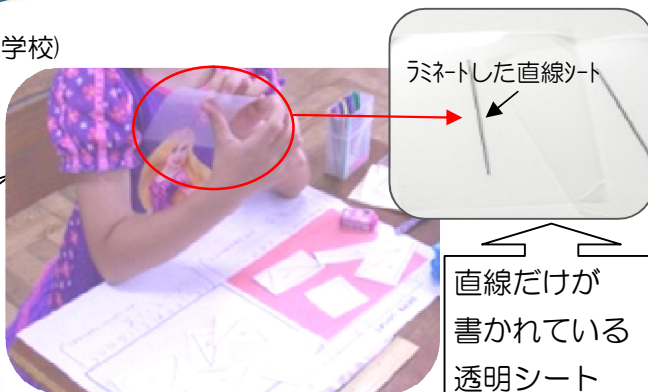 学校)
ﾗﾐﾈｰﾄした直線ｼｰﾄ
直線だけが
書かれている
透明シート